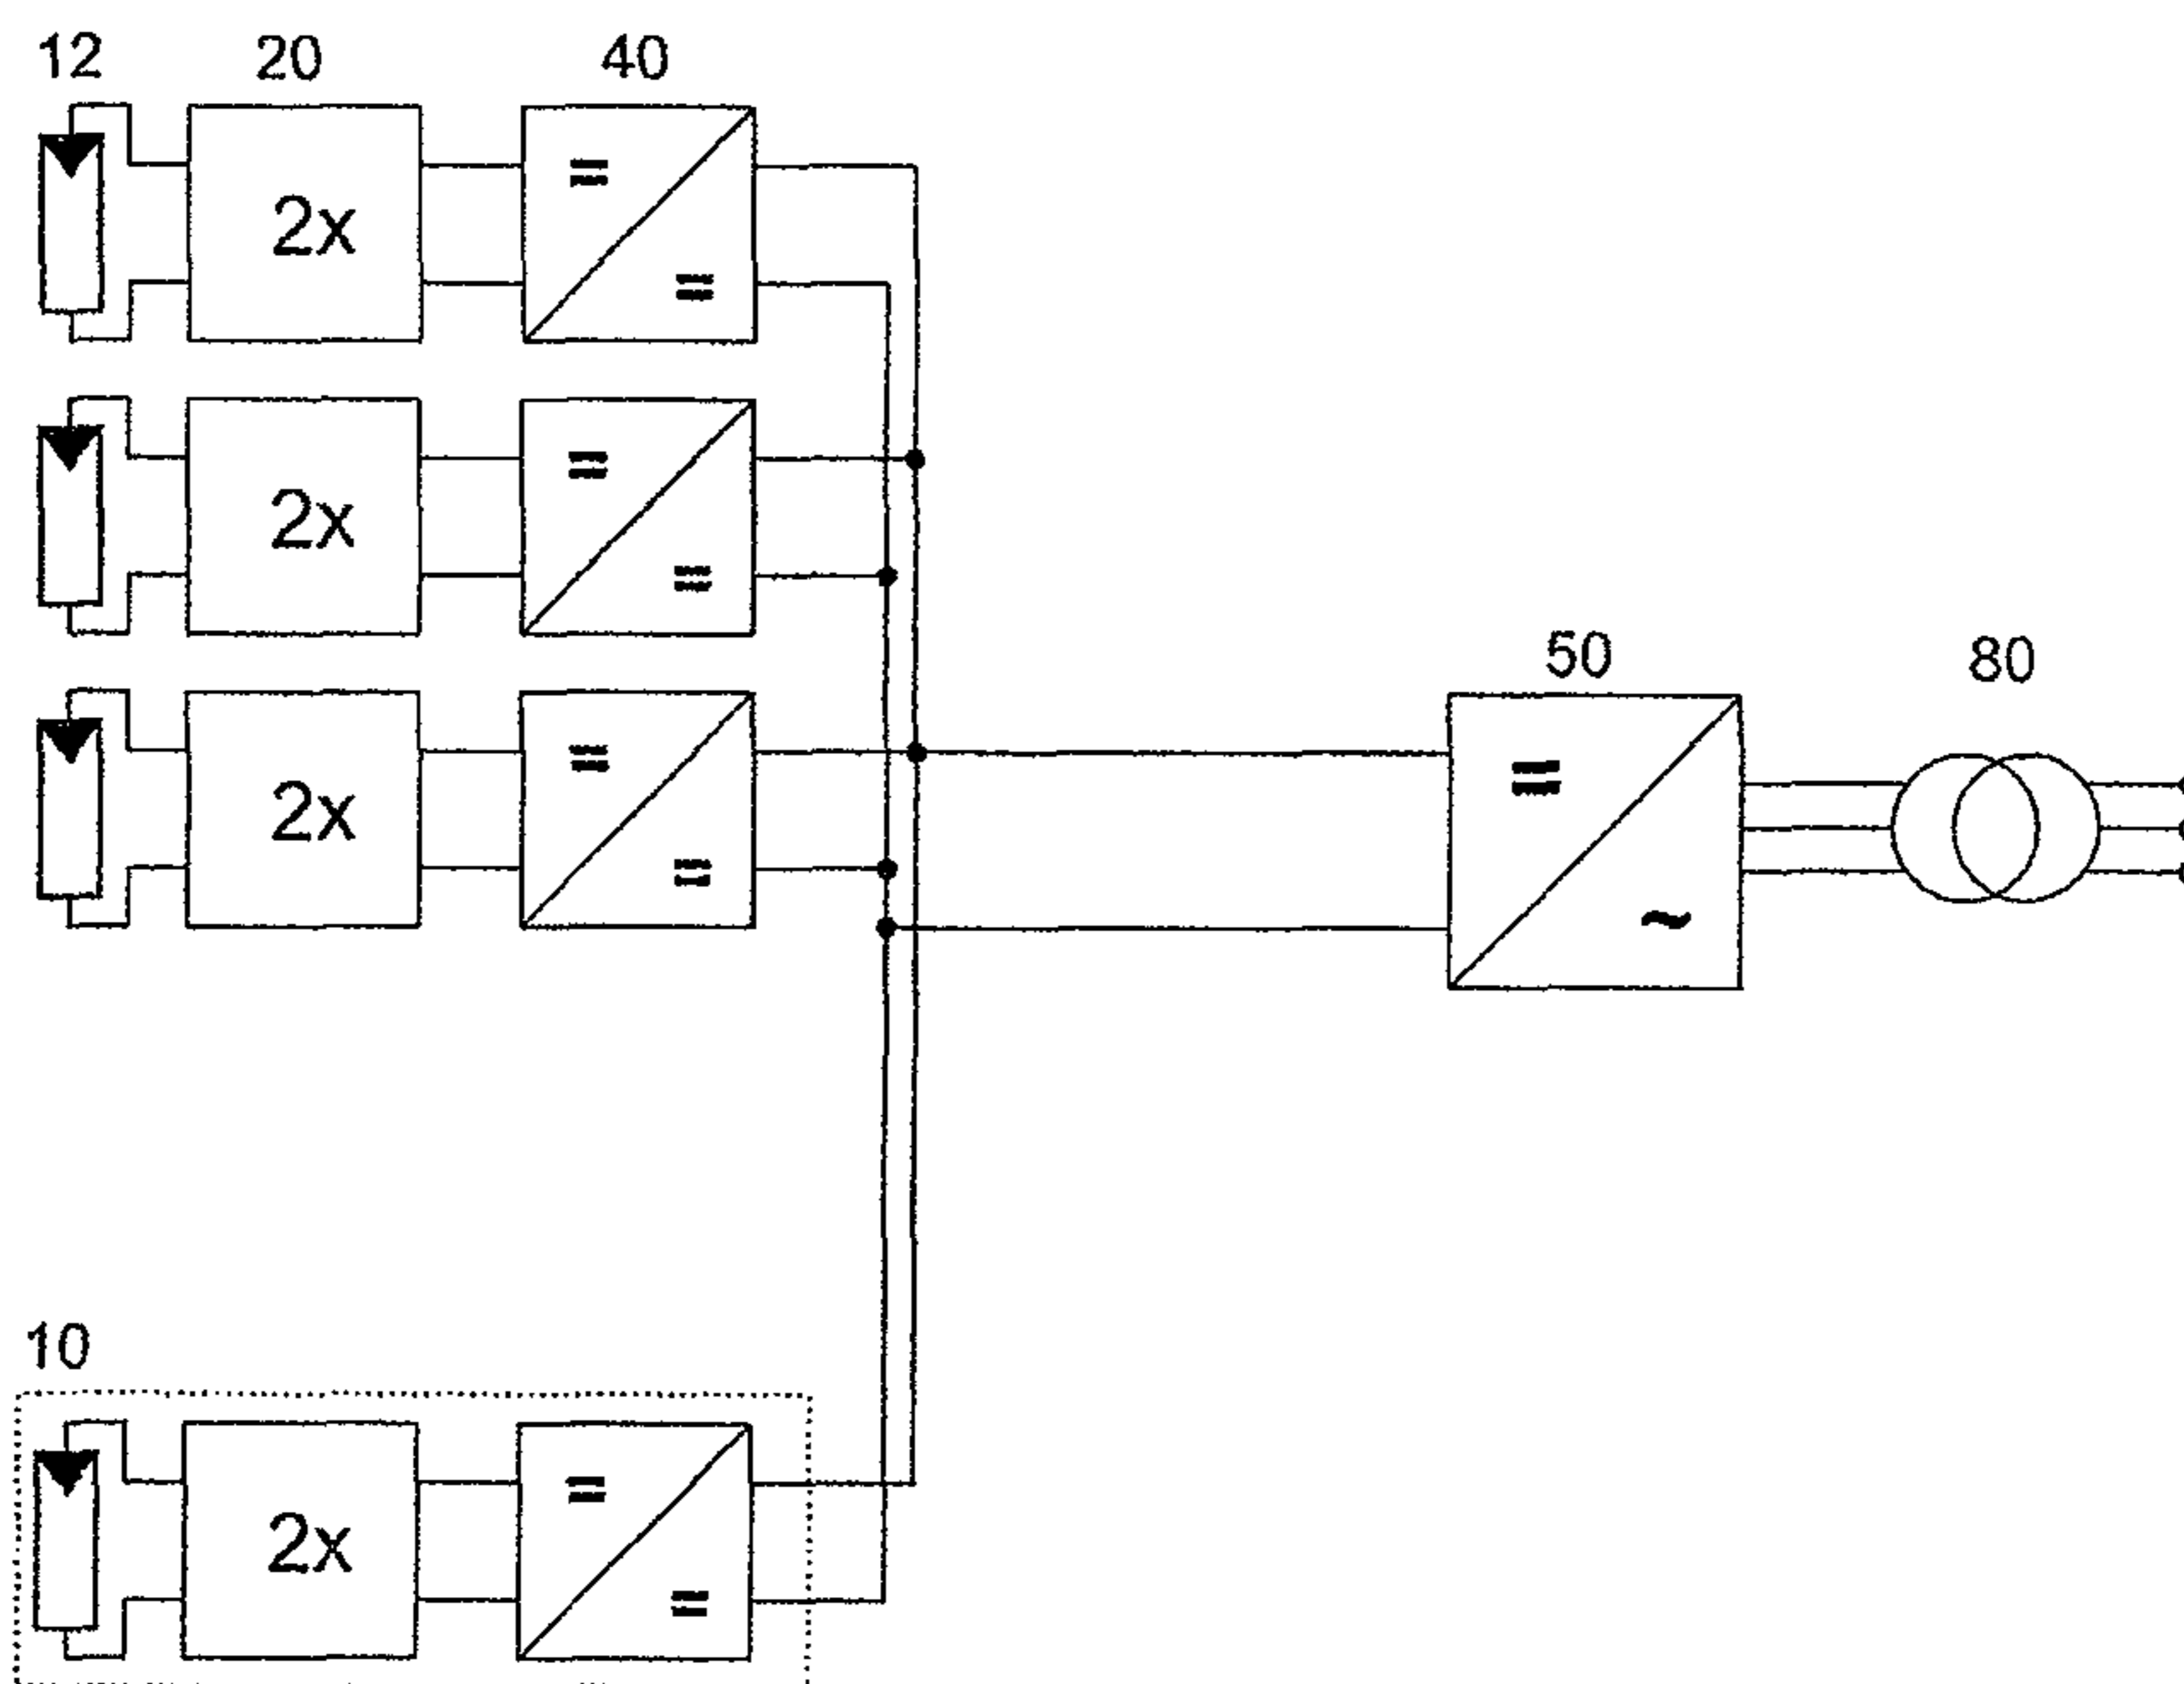 12 20 40
2x = =
2x = =
50 80
2x = =
= ~
10
2x = =